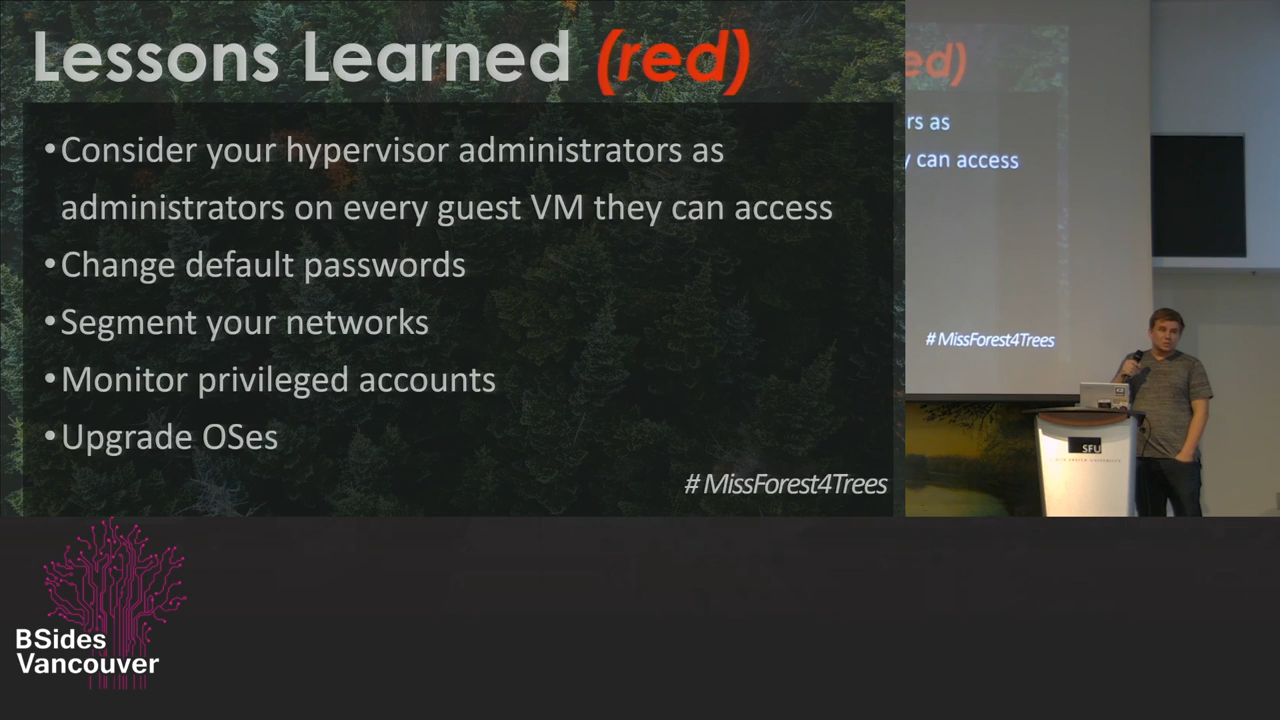 Lessons Learned (red)
•Consider your hypervisor administrators as
administrators on every guest VM they can access
•Change default passwords
•Segment your networks
•Monitor privileged accounts
•Upgrade OSes
# MissForest4Trees
ed)
rs as
y can access
# MissForest4Trees
SFU
BSides
Vancouver